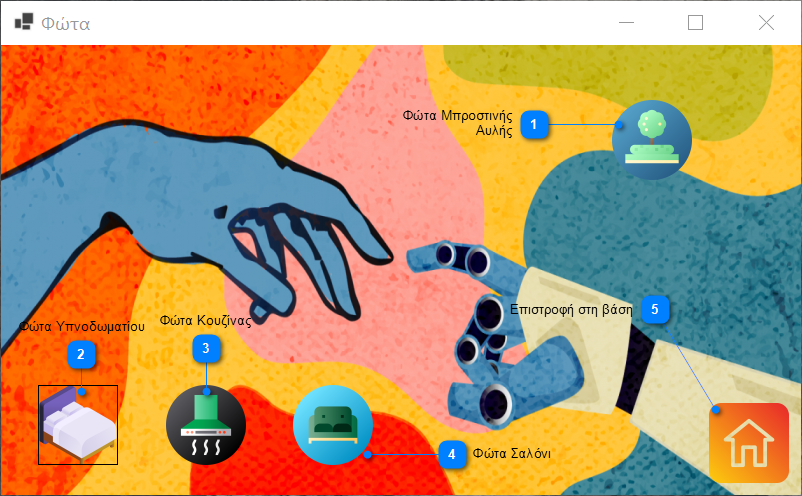 Φώτα
Φώτα Μπροστινής
Αυλής
1
Επιστροφή στη βάση
5
Φώτα Υπνοδωματίου
2
Φώτα Κουζίνας
3
4
Φώτα Σαλόνι